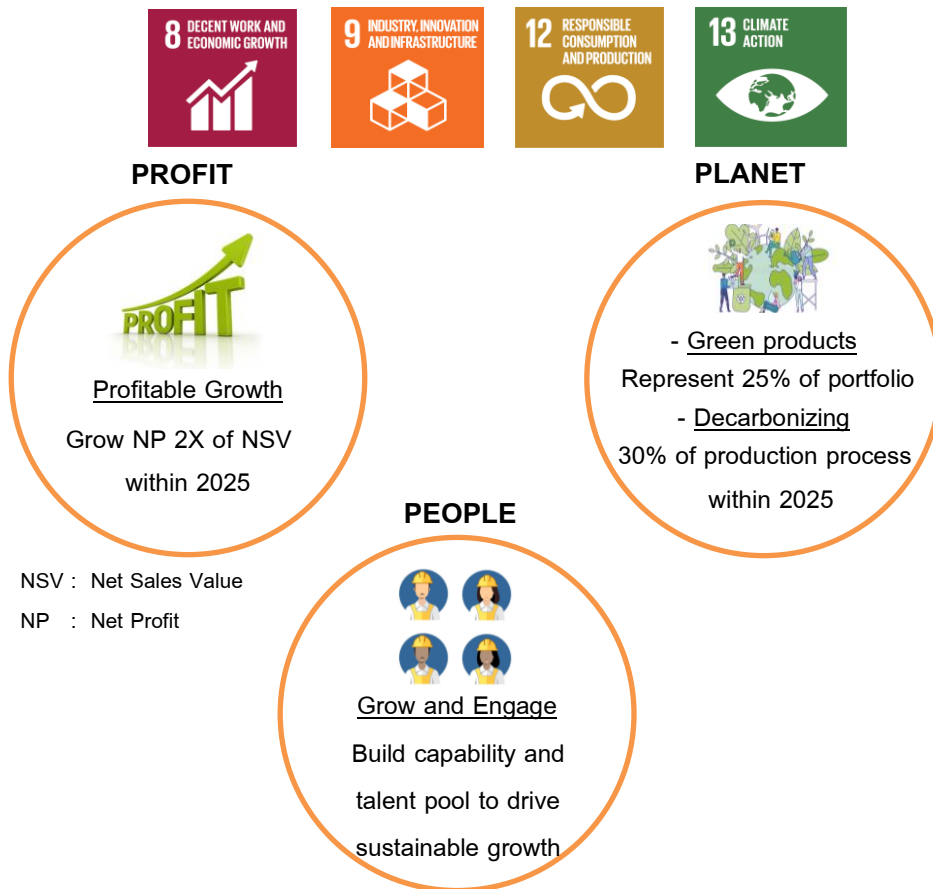 8 DECENT WORK AND
ECONOMIC GROWTH
9 INDUSTRY, INNOVATION
AND INFRASTRUCTURE
12 RESPONSIBLE
CONSUMPTION
AND PRODUCTION
13 CLIMATE
ACTION
PROFIT
PROFIT
Profitable Growth
Grow NP 2X of NSV
within 2025
PLANET
- Green products
Represent 25% of portfolio
- Decarbonizing
30% of production process
within 2025
NSV : Net Sales Value
NP : Net Profit
PEOPLE
Grow and Engage
Build capability and
talent pool to drive
sustainable growth